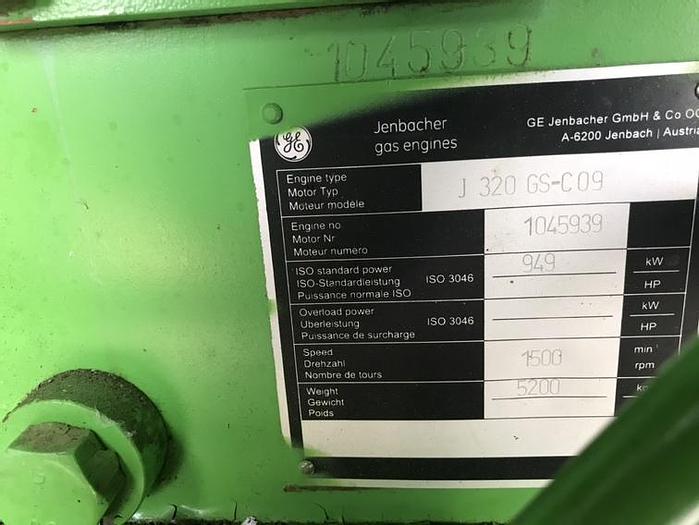 1045939
GE
Jenbacher
gas engines
GE Jenbacher GmbH & Co
A-6200 Jenbach | Austria
Engine type
Motor Typ
Moteur modèle
J 320 GS-C09
Engine no
Motor Nr
Moteur numero
1045939
ISO standard power
ISO-Standardleistung
Puissance normale ISO
ISO 3046
949
kW
HP
Overload power
Uberleistung
Puissance de surcharge
ISO 3046
kW
HP
Speed
Drehzahl
Nombre de tours
1500
min
rpm
Weight
Gewicht
Poids
5200